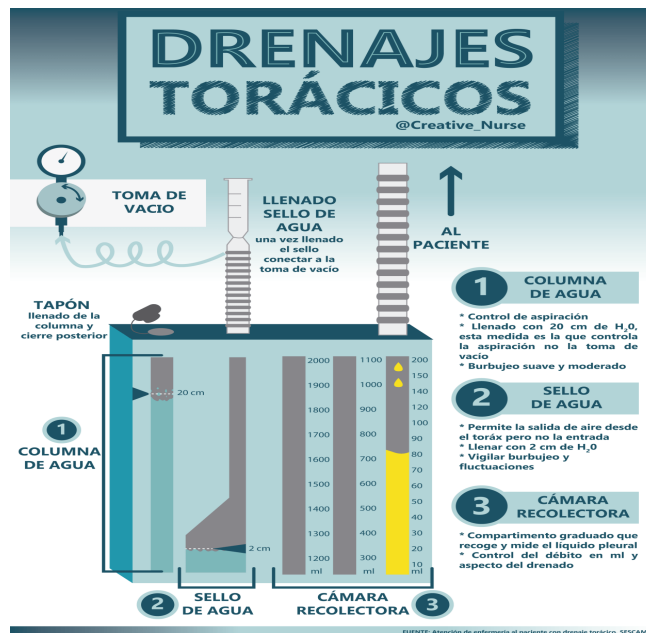 DRENAJES
TORÁCICOS
@Creative_Nurse
TOMA DE
VACIO
LLENADO
SELLO DE
AGUA
una vez llenado
el sello
conectar a la
toma de vacío
AL
PACIENTE
TAPÓN
llenado de la
columna y
cierre posterior
1
COLUMNA
DE AGUA
20 cm
2 cm
2000
1900
1800
1700
1600
1500
1400
1300
1200
ml
1100
1000
900
800
700
600
500
400
300
ml
200
150
140
120
100
90
80
70
60
50
40
30
20
10
ml
2
SELLO
DE AGUA
CÁMARA
RECOLECTORA
3
1
COLUMNA
DE AGUA
* Control de aspiración
* Llenado con 20 cm de H₂0,
esta medida es la que controla
la aspiración no la toma de
vacío
* Burbujeo suave y moderado
2
SELLO
DE AGUA
* Permite la salida de aire desde
el toráx pero no la entrada
* Llenar con 2 cm de H₂0
* Vigilar burbujeo y
fluctuaciones
3
CÁMARA
RECOLECTORA
* Compartimento graduado que
recoge y mide el líquido pleural
* Control del débito en ml y
aspecto del drenado
FUENTE: Atención de enfermería al paciente con drenaje torácico. SESCAM